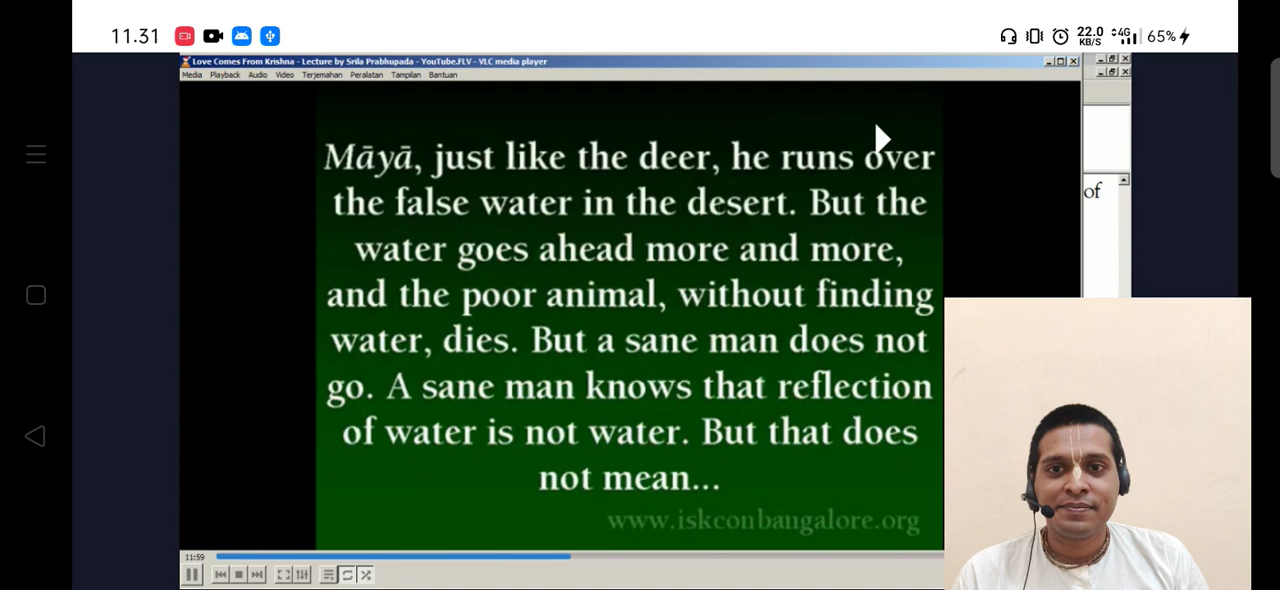 11.31
22.0
KB/S
4G
65%
Love Comes From Krishna - Lecture by Srila Prabhupada - YouTube.FLV - VLC media player
Media Playback Audio Video Terjemahan Peralatan Tampilan Bantuan
Māyā, just like the deer, he runs over
the false water in the desert. But the
water goes ahead more and more,
and the poor animal, without finding
water, dies. But a sane man does not
go. A sane man knows that reflection
of water is not water. But that does
not mean...
www.iskconbangalore.org
of
11:59